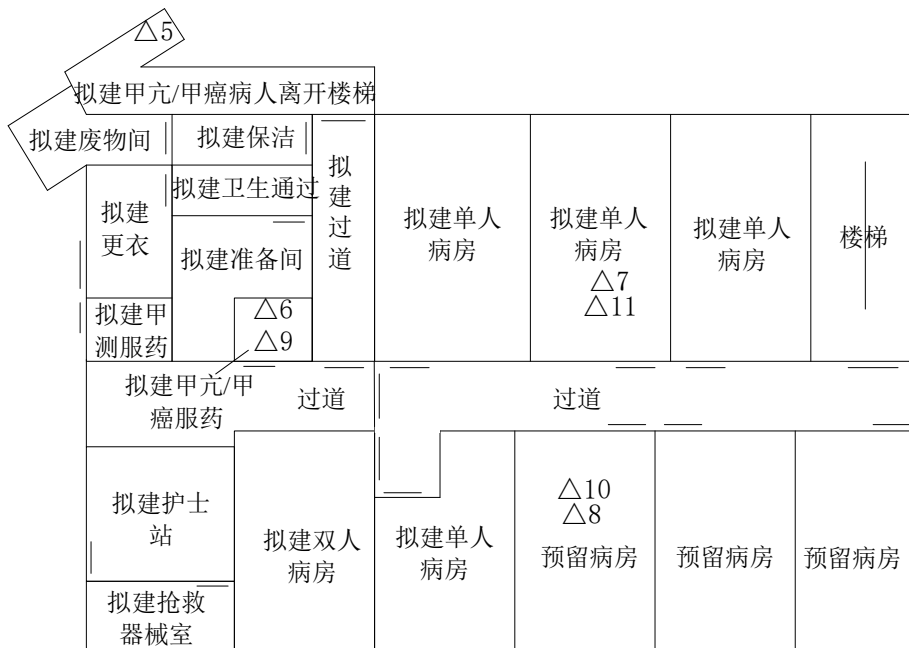 △5
拟建甲亢/甲癌病人离开楼梯
拟建废物间
拟建保洁
拟建卫生通过
拟
建
过
道
拟建
更衣
拟建准备间
拟建单人
病房
拟建单人
病房
△7
△11
拟建单人
病房
楼梯
拟建甲
测服药
△6
△9
拟建甲亢/甲
癌服药
过道
过道
拟建护士
站
拟建双人
病房
拟建单人
病房
△10
△8
预留病房
预留病房
预留病房
拟建抢救
器械室